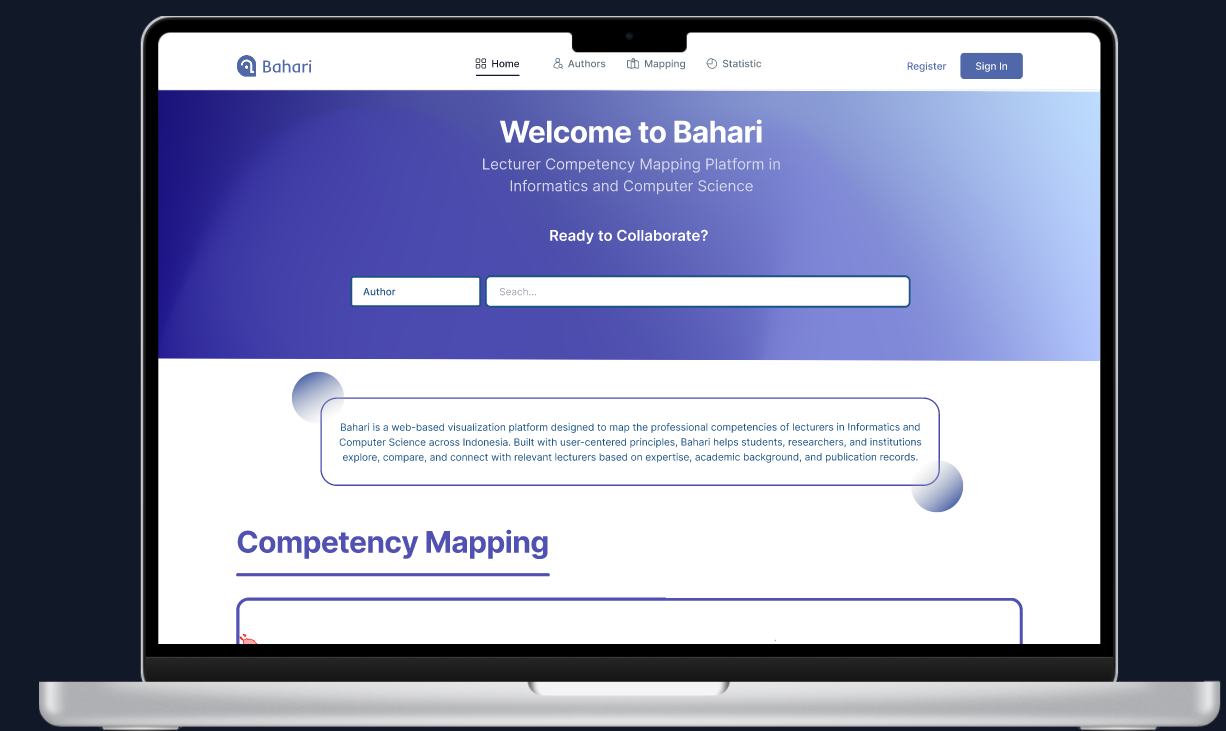 Bahari
Home
Authors
Mapping
Statistic
Register
Sign In
Welcome to Bahari
Lecturer Competency Mapping Platform in
Informatics and Computer Science
Ready to Collaborate?
Author
Seach...
Bahari is a web-based visualization platform designed to map the professional competencies of lecturers in Informatics and
Computer Science across Indonesia. Built with user-centered principles, Bahari helps students, researchers, and institutions
explore, compare, and connect with relevant lecturers based on expertise, academic background, and publication records.
Competency Mapping